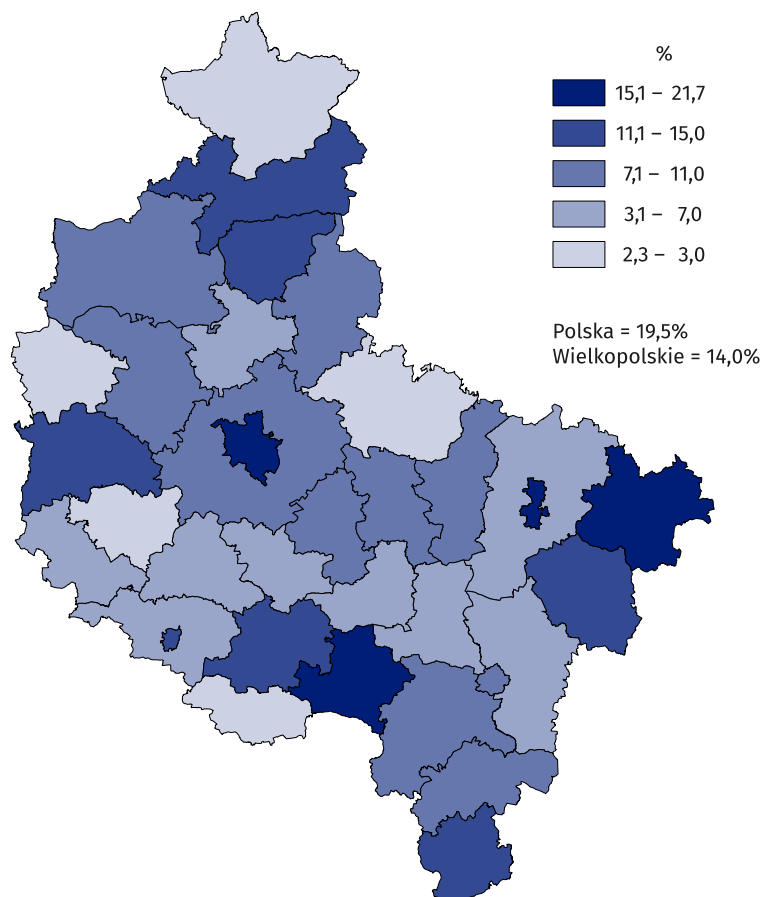 %
15,1 – 21,7
11,1 – 15,0
7,1 – 11,0
3,1 – 7,0
2,3 – 3,0
Polska = 19,5%
Wielkopolskie = 14,0%